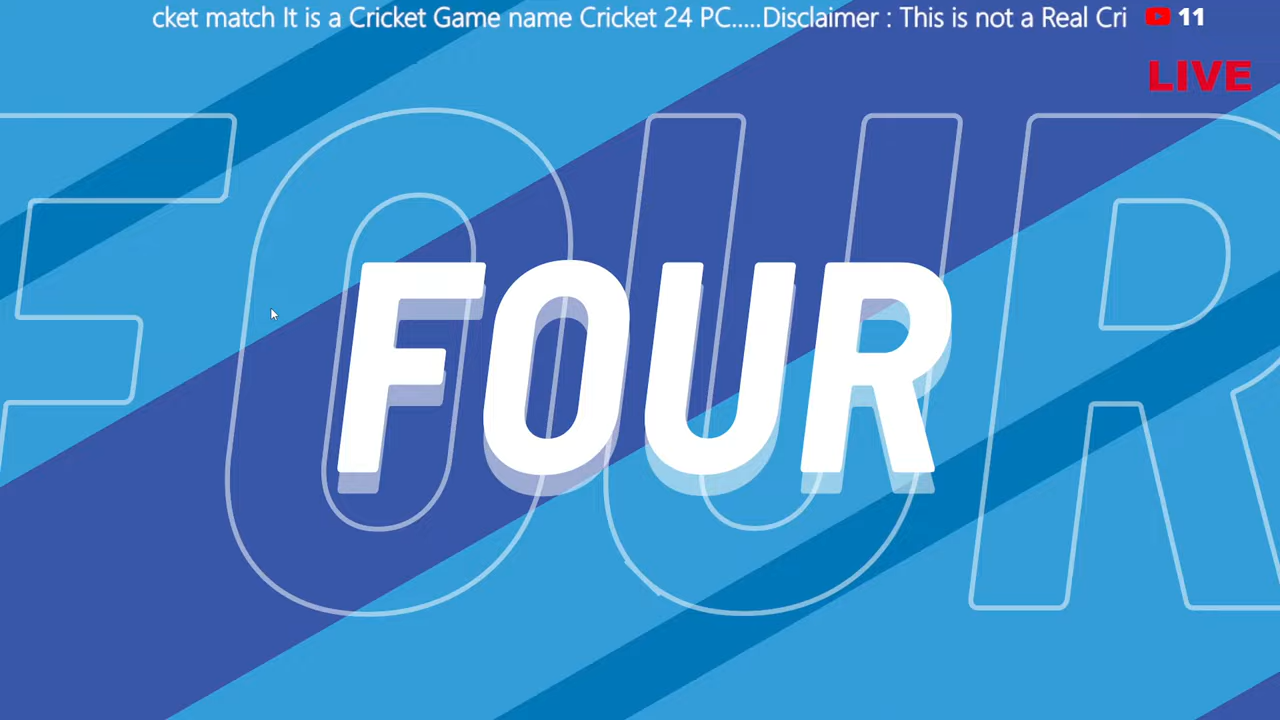 cket match It is a Cricket Game name Cricket 24 PC.....Disclaimer : This is not a Real Cri
11
LIVE
FOUR
FOUR